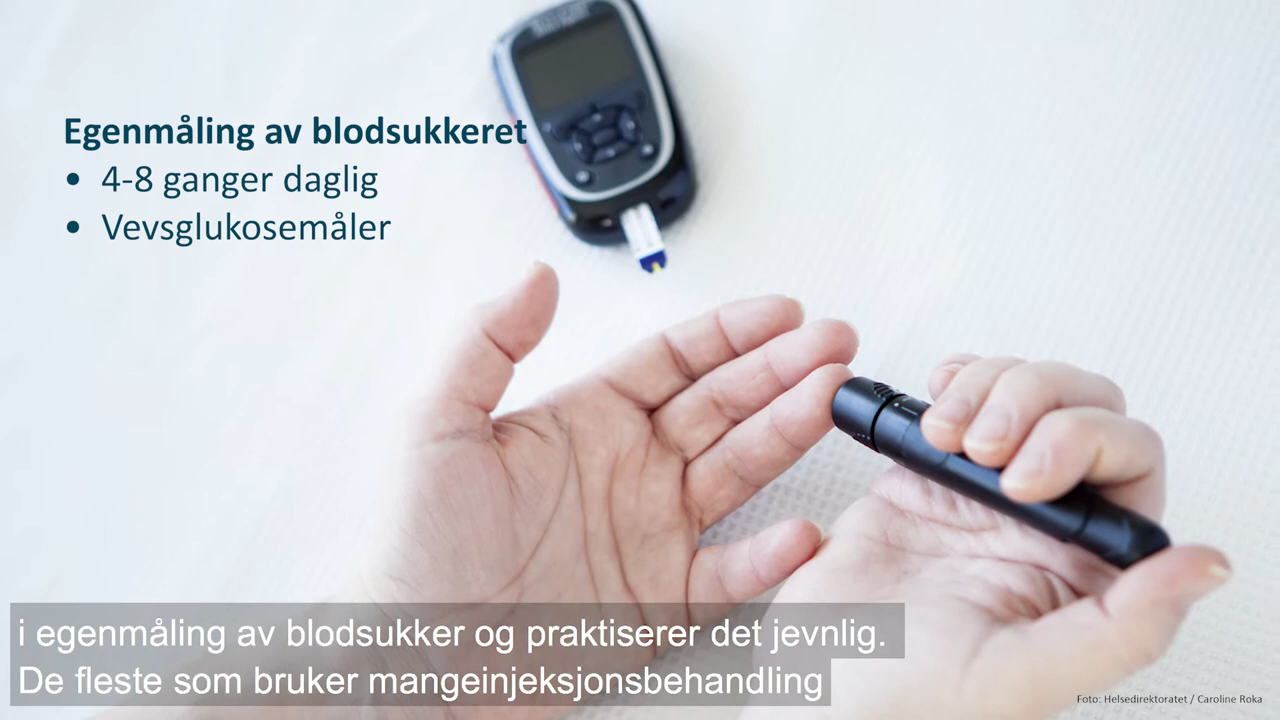 Egenmåling av blodsukkeret
• 4-8 ganger daglig
• Vevsglukosemåler
i egenmåling av blodsukker og praktiserer det jevnlig.
De fleste som bruker mangeinjeksjonsbehandling
Foto: Helsedirektoratet / Caroline Roka